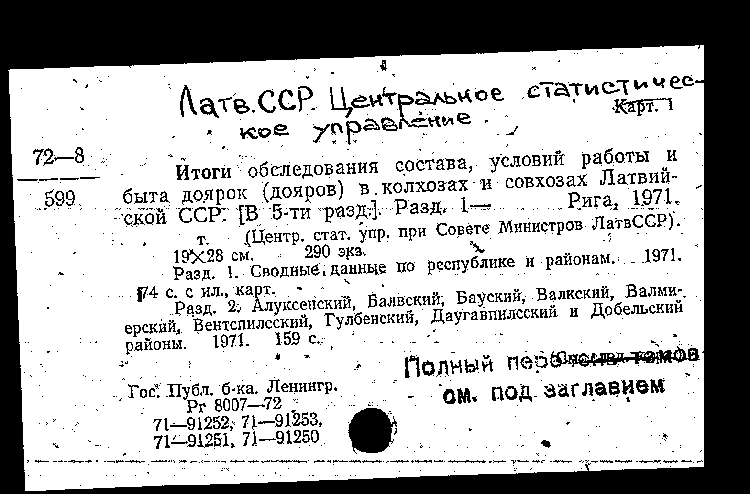 Латв. ССР. Центральное статистичес-
кое управление.
Карт. 1
72—8
599
Итоги обследования состава, условий работы и
быта доярок (дояров) в колхозах и совхозах Латвий-
ской ССР. [В 5-ти разд.]. Разд. 1— Рига, 1971.
т. (Центр. стат. упр. при Совете Министров ЛатвССР).
19×28 см. 290 экз.
Разд. 1. Сводные данные по республике и районам. 1971.
174 с. с ил., карт.
Разд. 2. Алуксенский, Балвский, Бауский, Валкский, Валми-
ерский, Вентспилсский, Гулбенский, Даугавпилсский и Добельский
районы. 1971. 159 с.
Полный перечень томов
см. под заглавием
Гос. Публ. б-ка. Ленингр.
Рг 8007—72
71—91252, 71—91253,
71—91251, 71—91250